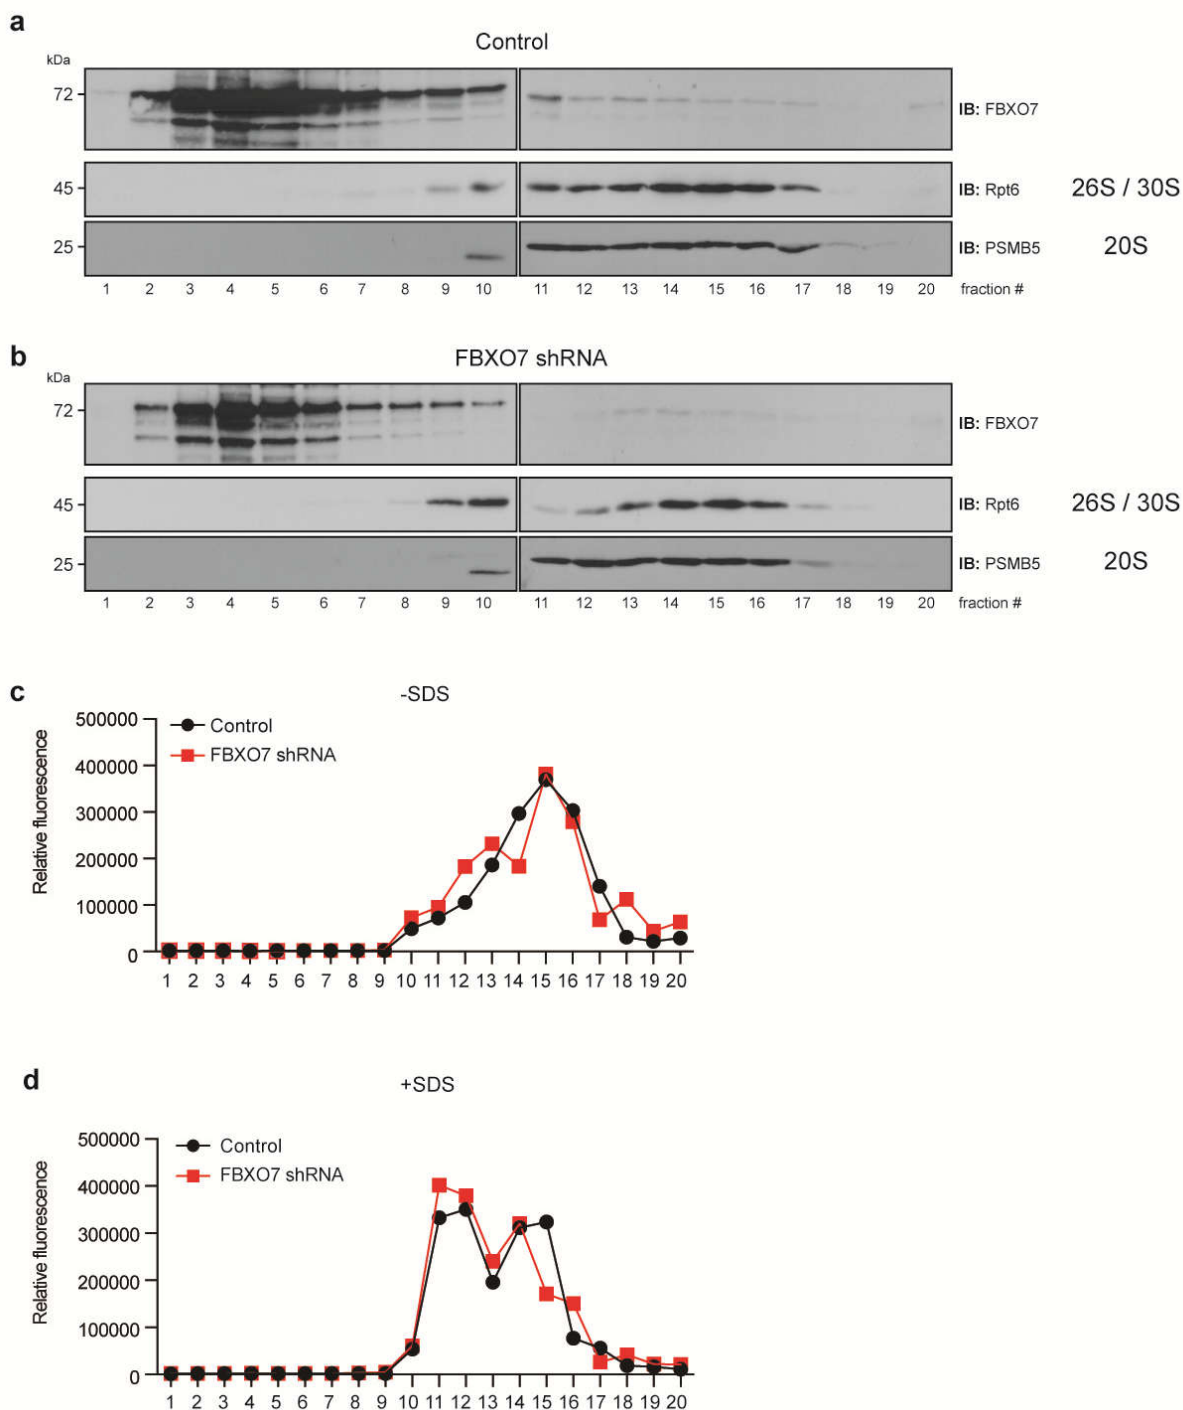 a
Control
kDa
72
IB: FBXO7
45
IB: Rpt6
26S / 30S
25
IB: PSMB5
20S
1 2 3 4 5 6 7 8 9 10 11 12 13 14 15 16 17 18 19 20 fraction #
b
FBXO7 shRNA
kDa
72
IB: FBXO7
45
IB: Rpt6
26S / 30S
25
IB: PSMB5
20S
1 2 3 4 5 6 7 8 9 10 11 12 13 14 15 16 17 18 19 20 fraction #
c
-SDS
Control
FBXO7 shRNA
Relative fluorescence
500000
400000
300000
200000
100000
0
1 2 3 4 5 6 7 8 9 10 11 12 13 14 15 16 17 18 19 20
d
+SDS
Control
FBXO7 shRNA
Relative fluorescence
500000
400000
300000
200000
100000
0
1 2 3 4 5 6 7 8 9 10 11 12 13 14 15 16 17 18 19 20